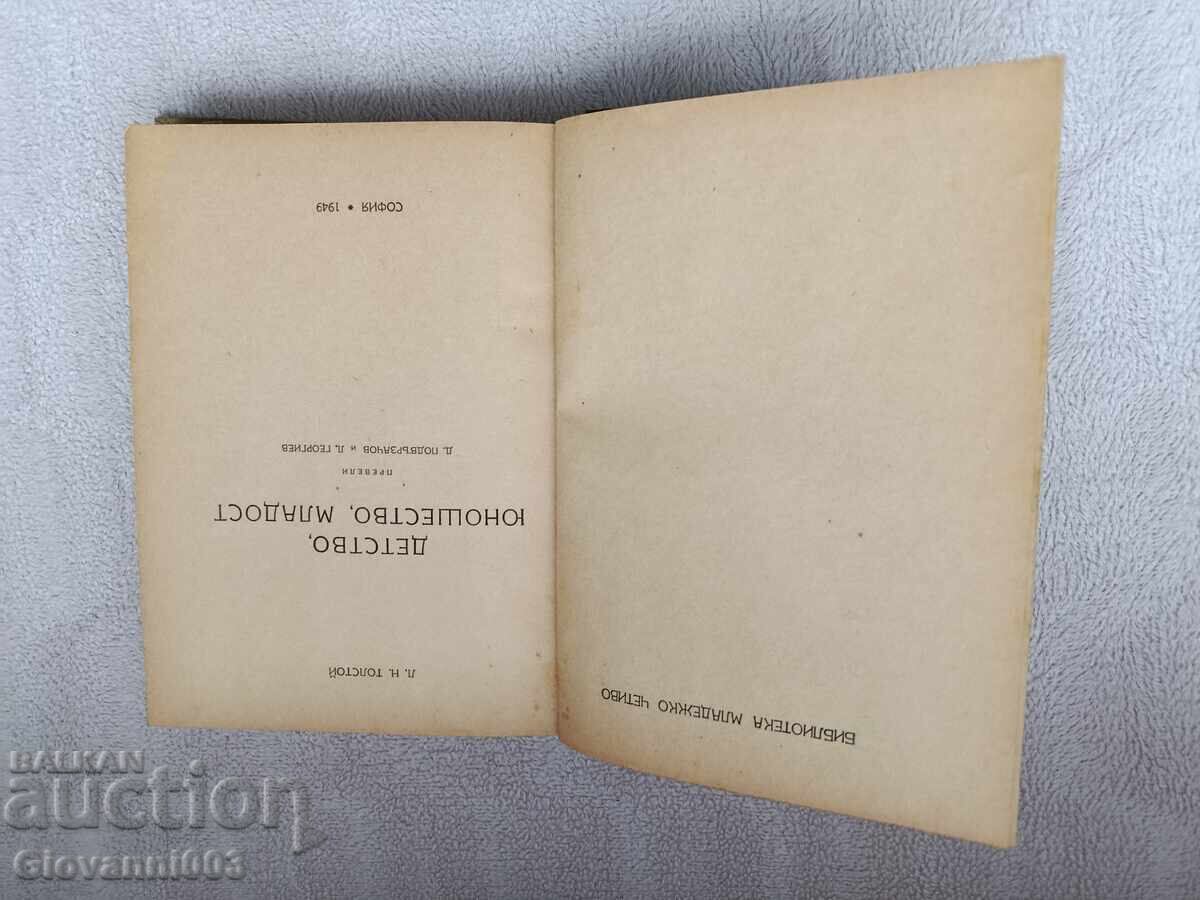 БИБЛИОТЕКА МЛАДЕЖКО ЧЕТИВО
Л. Н. ТОЛСТОЙ
ДЕТСТВО,
ЮНОШЕСТВО, МЛАДОСТ
ПРЕВЕЛИ
Д. ПОДВЪРЗАЧОВ и Л. ГЕОРГИЕВ
СОФИЯ • 1949
BALKAN
auction
Giovanni003